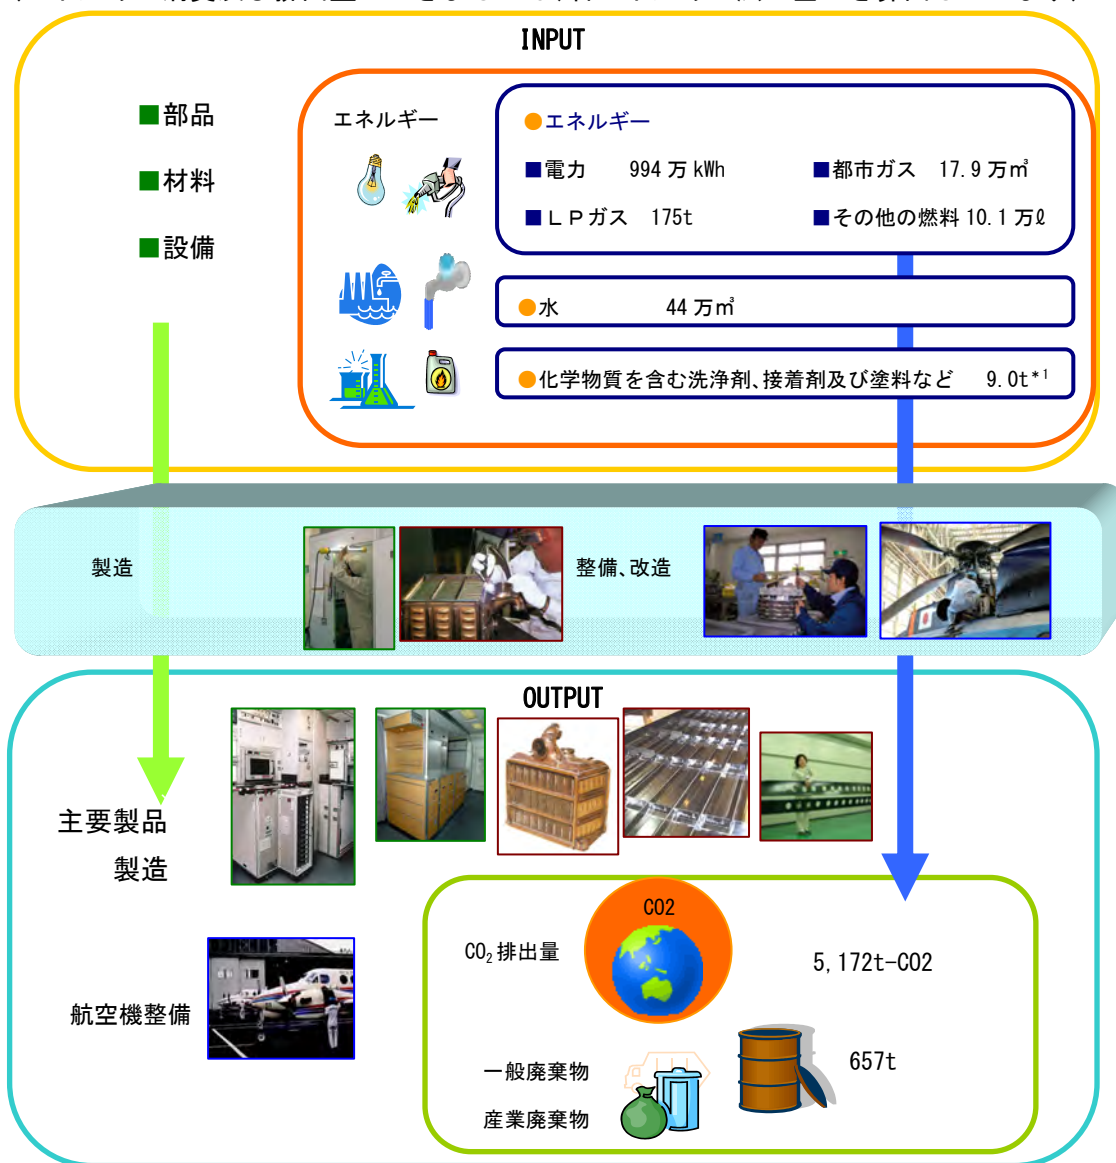 INPUT
■部品
■材料
■設備
エネルギー
●エネルギー
■電力 994万kWh ■都市ガス 17.9万㎥
■LPガス 175t ■その他の燃料 10.1万ℓ
●水 44万㎥
●化学物質を含む洗浄剤、接着剤及び塗料など 9.0t*1
製造
整備、改造
OUTPUT
主要製品
製造
航空機整備
CO2
CO₂排出量
5,172t-CO2
657t
一般廃棄物
産業廃棄物